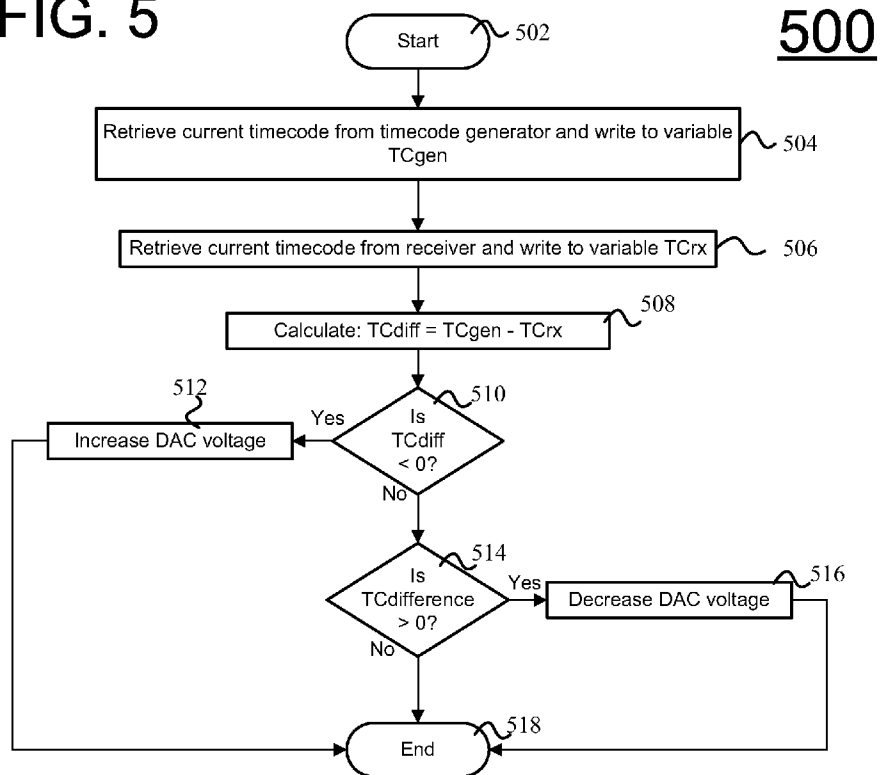 FIG. 5
500
Start
502
Retrieve current timecode from timecode generator and write to variable
TCgen
504
Retrieve current timecode from receiver and write to variable TCrx
506
Calculate: TCdiff = TCgen - TCrx
508
Is
TCdiff
< 0?
510
Yes
512
Increase DAC voltage
No
Is
TCdifference
> 0?
514
Yes
516
Decrease DAC voltage
No
End
518